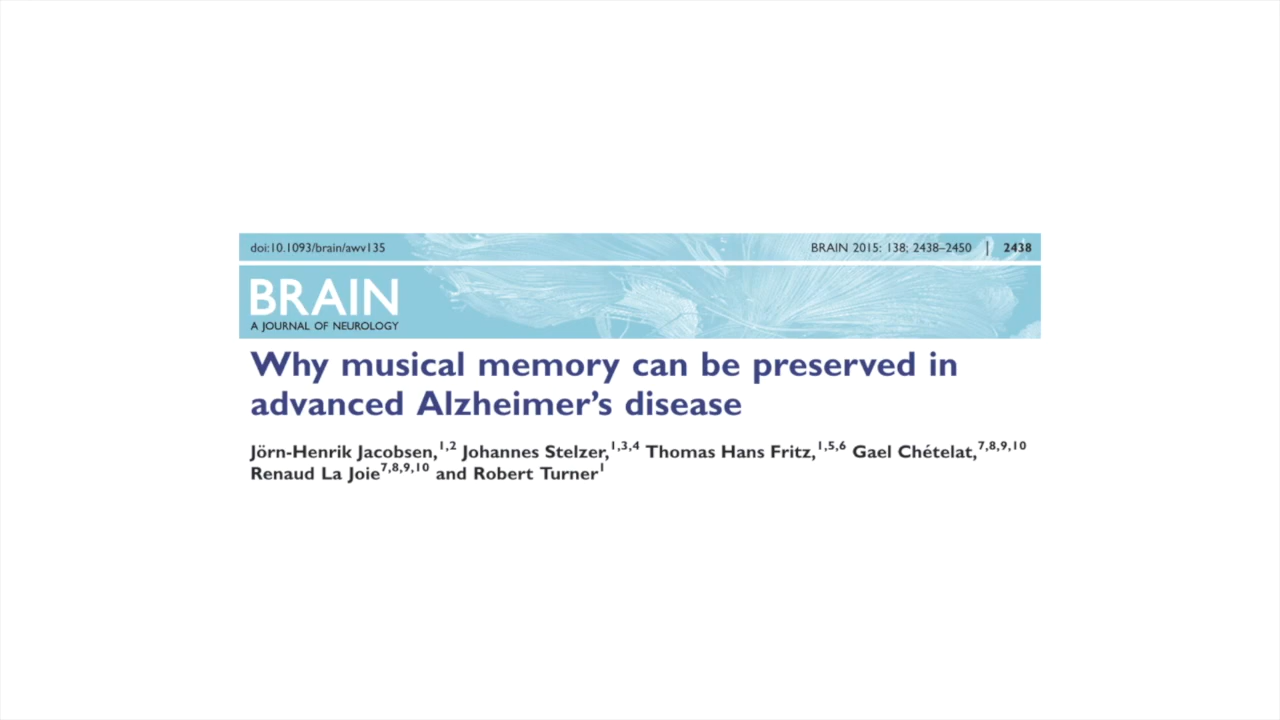 doi:10.1093/brain/awv135 BRAIN 2015: 138; 2438–2450 | 2438
BRAIN
A JOURNAL OF NEUROLOGY
Why musical memory can be preserved in
advanced Alzheimer’s disease
Jörn-Henrik Jacobsen,1,2 Johannes Stelzer,1,3,4 Thomas Hans Fritz,1,5,6 Gael Chételat,7,8,9,10
Renaud La Joie7,8,9,10 and Robert Turner1